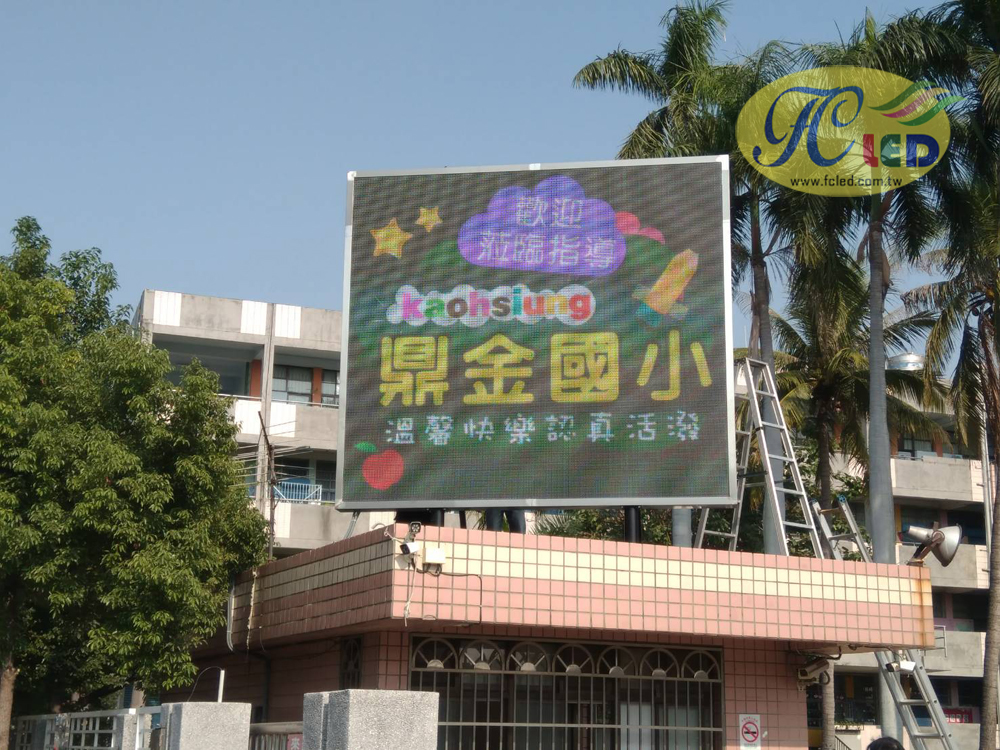 FC LED
www.fcled.com.tw
歡迎
蒞臨指導
kaohsiung
鼎金國小
溫馨快樂認真活潑